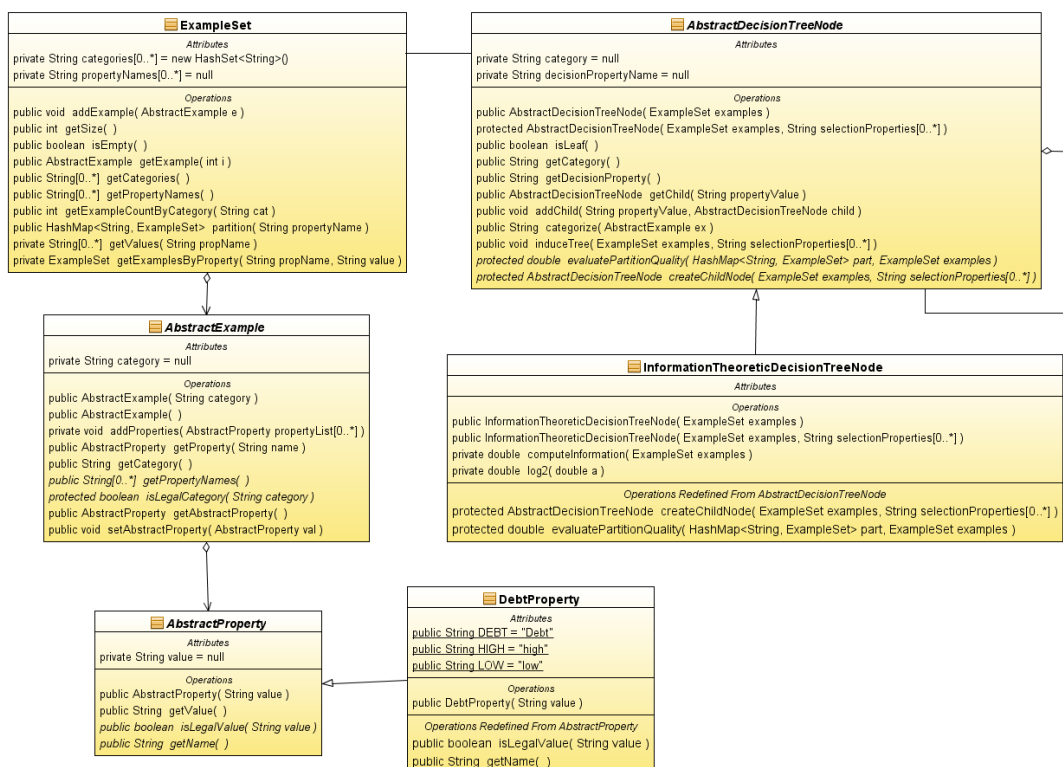 ExampleSet
Attributes
private String categories[0..*] = new HashSet<String>()
private String propertyNames[0..*] = null
Operations
public void addExample( AbstractExample e )
public int getSize( )
public boolean isEmpty( )
public AbstractExample getExample( int i )
public String[0..*] getCategories( )
public String[0..*] getPropertyNames( )
public int getExampleCountByCategory( String cat )
public HashMap<String, ExampleSet> partition( String propertyName )
private String[0..*] getValues( String propName )
private ExampleSet getExamplesByProperty( String propName, String value )
AbstractDecisionTreeNode
Attributes
private String category = null
private String decisionPropertyName = null
Operations
public AbstractDecisionTreeNode( ExampleSet examples )
protected AbstractDecisionTreeNode( ExampleSet examples, String selectionProperties[0..*] )
public boolean isLeaf( )
public String getCategory( )
public String getDecisionProperty( )
public AbstractDecisionTreeNode getChild( String propertyValue )
public void addChild( String propertyValue, AbstractDecisionTreeNode child )
public String categorize( AbstractExample ex )
public void induceTree( ExampleSet examples, String selectionProperties[0..*] )
protected double evaluatePartitionQuality( HashMap<String, ExampleSet> part, ExampleSet examples )
protected AbstractDecisionTreeNode createChildNode( ExampleSet examples, String selectionProperties[0..*] )
AbstractExample
Attributes
private String category = null
Operations
public AbstractExample( String category )
public AbstractExample( )
private void addProperties( AbstractProperty propertyList[0..*] )
public AbstractProperty getProperty( String name )
public String getCategory( )
public String[0..*] getPropertyNames( )
protected boolean isLegalCategory( String category )
public AbstractProperty getAbstractProperty( )
public void setAbstractProperty( AbstractProperty val )
InformationTheoreticDecisionTreeNode
Attributes
Operations
public InformationTheoreticDecisionTreeNode( ExampleSet examples )
public InformationTheoreticDecisionTreeNode( ExampleSet examples, String selectionProperties[0..*] )
private double computeInformation( ExampleSet examples )
private double log2( double a )
Operations Redefined From AbstractDecisionTreeNode
protected AbstractDecisionTreeNode createChildNode( ExampleSet examples, String selectionProperties[0..*] )
protected double evaluatePartitionQuality( HashMap<String, ExampleSet> part, ExampleSet examples )
AbstractProperty
Attributes
private String value = null
Operations
public AbstractProperty( String value )
public String getValue( )
public boolean isLegalValue( String value )
public String getName( )
DebtProperty
Attributes
public String DEBT = "Debt"
public String HIGH = "high"
public String LOW = "low"
Operations
public DebtProperty( String value )
Operations Redefined From AbstractProperty
public boolean isLegalValue( String value )
public String getName( )